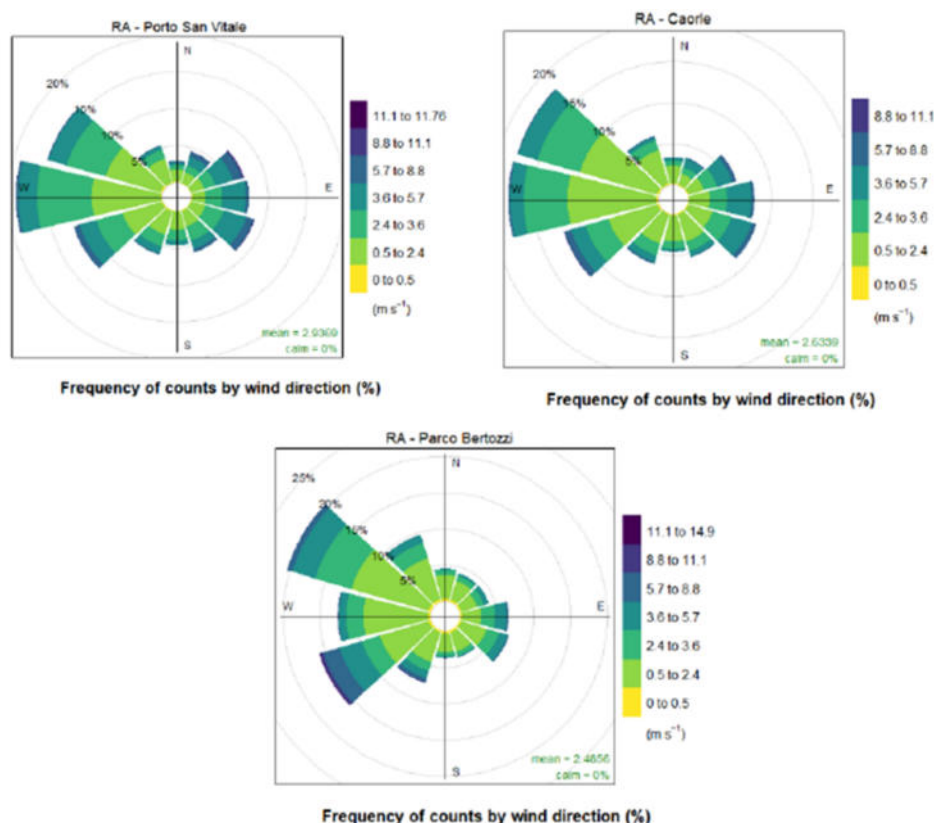 RA - Porto San Vitale
N
20%
15%
10%
5%
W
E
S
mean = 2.9369
calm = 0%
11.1 to 11.76
8.8 to 11.1
5.7 to 8.8
3.6 to 5.7
2.4 to 3.6
0.5 to 2.4
0 to 0.5
(m s⁻¹)
Frequency of counts by wind direction (%)
RA - Caorle
N
20%
15%
10%
5%
W
E
S
mean = 2.6339
calm = 0%
8.8 to 11.1
5.7 to 8.8
3.6 to 5.7
2.4 to 3.6
0.5 to 2.4
0 to 0.5
(m s⁻¹)
Frequency of counts by wind direction (%)
RA - Parco Bertozzi
N
25%
20%
15%
10%
5%
W
E
S
mean = 2.4856
calm = 0%
11.1 to 14.9
8.8 to 11.1
5.7 to 8.8
3.6 to 5.7
2.4 to 3.6
0.5 to 2.4
0 to 0.5
(m s⁻¹)
Frequency of counts by wind direction (%)